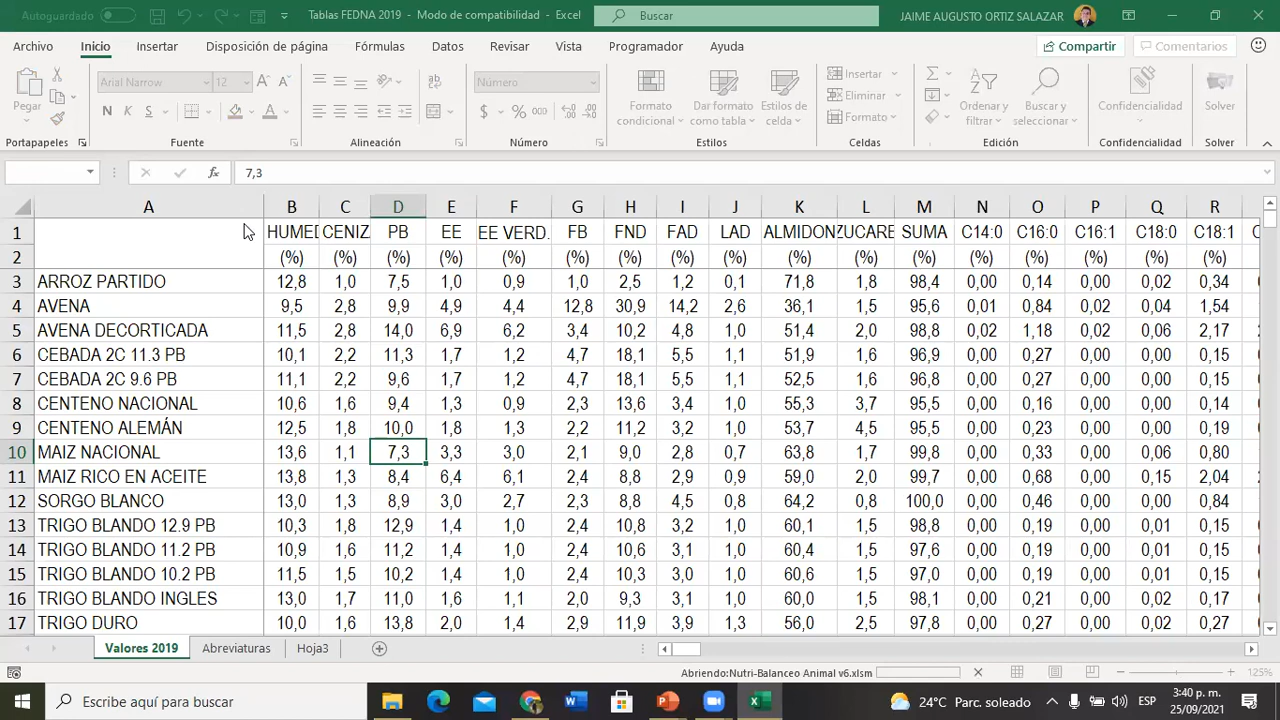 Autoguardado
Tablas FEDNA 2019 - Modo de compatibilidad - Excel
Buscar
JAIME AUGUSTO ORTIZ SALAZAR
Archivo Inicio Insertar Disposición de página Fórmulas Datos Revisar Vista Programador Ayuda
Compartir Comentarios
Pegar
Arial Narrow 12
N K S
Número
$ % 000
Formato condicional
Dar formato como tabla
Estilos de celda
Insertar
Eliminar
Formato
Ordenar y filtrar
Buscar y seleccionar
Confidencialidad
Solver
Portapapeles Fuente Alineación Número Estilos Celdas Edición Confidencialidad Solver
fx 7,3
A B C D E F G H I J K L M N O P Q R
1 HUMED CENIZ PB EE EE VERD. FB FND FAD LAD ALMIDON ZUCARE SUMA C14:0 C16:0 C16:1 C18:0 C18:1 C
2 (%) (%) (%) (%) (%) (%) (%) (%) (%) (%) (%) (%) (%) (%) (%) (%) (%)
3 ARROZ PARTIDO 12,8 1,0 7,5 1,0 0,9 1,0 2,5 1,2 0,1 71,8 1,8 98,4 0,00 0,14 0,00 0,02 0,34
4 AVENA 9,5 2,8 9,9 4,9 4,4 12,8 30,9 14,2 2,6 36,1 1,5 95,6 0,01 0,84 0,02 0,04 1,54
5 AVENA DECORTICADA 11,5 2,8 14,0 6,9 6,2 3,4 10,2 4,8 1,0 51,4 2,0 98,8 0,02 1,18 0,02 0,06 2,17
6 CEBADA 2C 11.3 PB 10,1 2,2 11,3 1,7 1,2 4,7 18,1 5,5 1,1 51,9 1,6 96,9 0,00 0,27 0,00 0,00 0,15
7 CEBADA 2C 9.6 PB 11,1 2,2 9,6 1,7 1,2 4,7 18,1 5,5 1,1 52,5 1,6 96,8 0,00 0,27 0,00 0,00 0,15
8 CENTENO NACIONAL 10,6 1,6 9,4 1,3 0,9 2,3 13,6 3,4 1,0 55,3 3,7 95,5 0,00 0,16 0,00 0,00 0,13
9 CENTENO ALEMÁN 12,5 1,8 10,0 1,8 1,3 2,2 11,2 3,2 1,0 53,7 4,5 95,5 0,00 0,23 0,00 0,00 0,19
10 MAIZ NACIONAL 13,6 1,1 7,3 3,3 3,0 2,1 9,0 2,8 0,7 63,8 1,7 99,8 0,00 0,33 0,00 0,06 0,80
11 MAIZ RICO EN ACEITE 13,8 1,3 8,4 6,4 6,1 2,4 8,8 2,9 0,9 59,1 2,0 99,7 0,00 0,68 0,00 0,15 2,04
12 SORGO BLANCO 13,0 1,3 8,9 3,0 2,7 2,3 8,8 4,5 0,8 64,2 0,8 100,0 0,00 0,46 0,00 0,00 0,84
13 TRIGO BLANDO 12.9 PB 10,3 1,8 12,9 1,4 1,0 2,4 10,8 3,2 1,0 60,1 1,5 98,8 0,00 0,19 0,00 0,01 0,15
14 TRIGO BLANDO 11.2 PB 10,9 1,6 11,2 1,4 1,0 2,4 10,6 3,1 1,0 60,4 1,5 97,6 0,00 0,19 0,00 0,01 0,15
15 TRIGO BLANDO 10.2 PB 11,5 1,5 10,2 1,4 1,0 2,4 10,3 3,0 1,0 60,6 1,5 97,0 0,00 0,19 0,00 0,01 0,15
16 TRIGO BLANDO INGLES 13,0 1,7 11,0 1,6 1,1 2,0 9,3 3,1 1,0 60,0 1,5 98,1 0,00 0,21 0,00 0,02 0,17
17 TRIGO DURO 10,0 1,6 13,8 2,0 1,4 2,9 11,9 3,9 1,3 56,0 2,5 97,8 0,00 0,27 0,00 0,02 0,27
Valores 2019 Abreviaturas Hoja3
Abriendo:Nutri-Balanceo Animal v6.xlsm
125%
Escribe aquí para buscar
24°C Parc. soleado
ESP
3:40 p. m.
25/09/2021